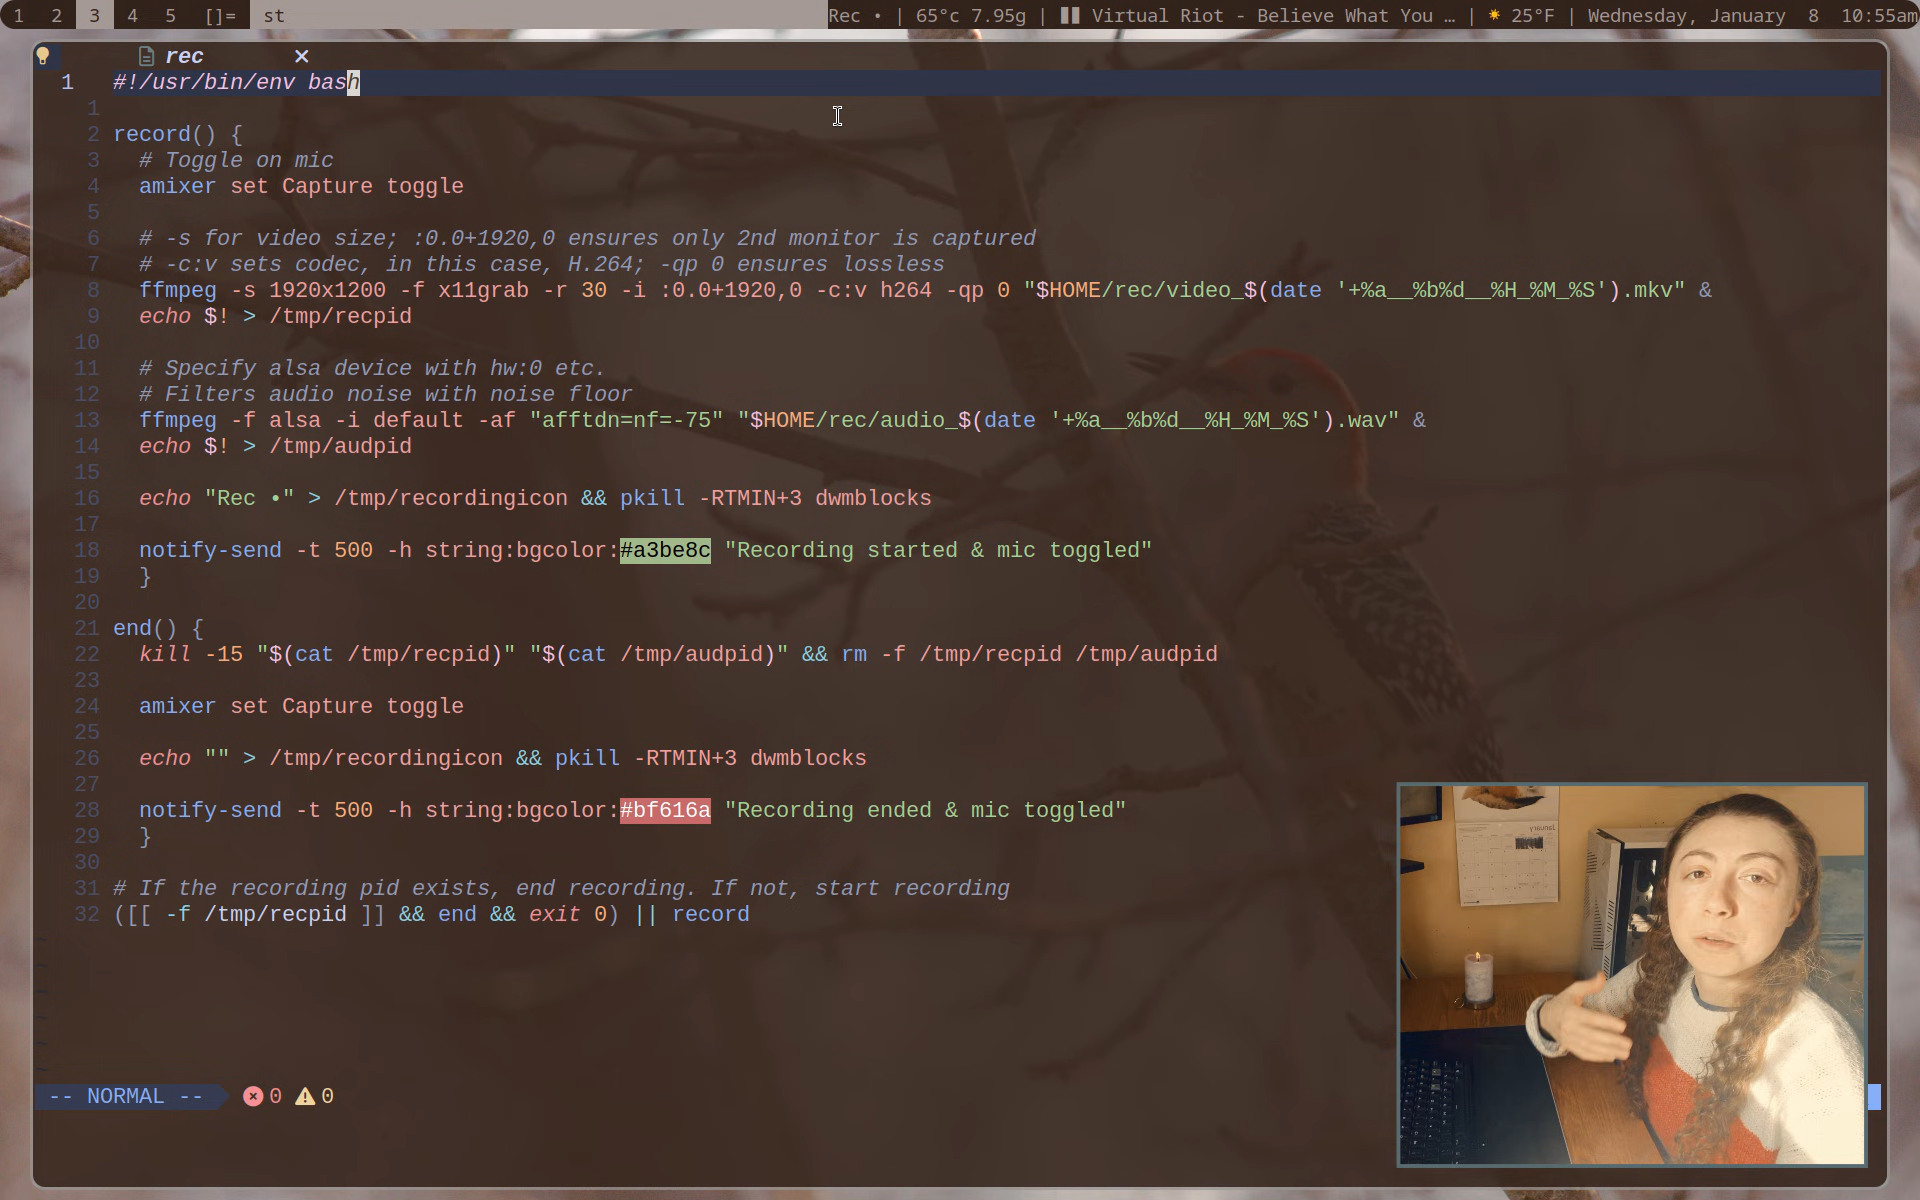 1 2 3 4 5 []= st Rec • | 65°c 7.95g | Virtual Riot - Believe What You … | 25°F | Wednesday, January 8 10:55am
rec ✕
1 #!/usr/bin/env bash
1
2 record() {
3 # Toggle on mic
4 amixer set Capture toggle
5
6 # -s for video size; :0.0+1920,0 ensures only 2nd monitor is captured
7 # -c:v sets codec, in this case, H.264; -qp 0 ensures lossless
8 ffmpeg -s 1920x1200 -f x11grab -r 30 -i :0.0+1920,0 -c:v h264 -qp 0 "$HOME/rec/video_$(date '+%a__%b%d__%H_%M_%S').mkv" &
9 echo $! > /tmp/recpid
10
11 # Specify alsa device with hw:0 etc.
12 # Filters audio noise with noise floor
13 ffmpeg -f alsa -i default -af "afftdn=nf=-75" "$HOME/rec/audio_$(date '+%a__%b%d__%H_%M_%S').wav" &
14 echo $! > /tmp/audpid
15
16 echo "Rec •" > /tmp/recordingicon && pkill -RTMIN+3 dwmblocks
17
18 notify-send -t 500 -h string:bgcolor:#a3be8c "Recording started & mic toggled"
19 }
20
21 end() {
22 kill -15 "$(cat /tmp/recpid)" "$(cat /tmp/audpid)" && rm -f /tmp/recpid /tmp/audpid
23
24 amixer set Capture toggle
25
26 echo "" > /tmp/recordingicon && pkill -RTMIN+3 dwmblocks
27
28 notify-send -t 500 -h string:bgcolor:#bf616a "Recording ended & mic toggled"
29 }
30
31 # If the recording pid exists, end recording. If not, start recording
32 ([[ -f /tmp/recpid ]] && end && exit 0) || record
~
~
~
~
~
~
-- NORMAL -- 0 0